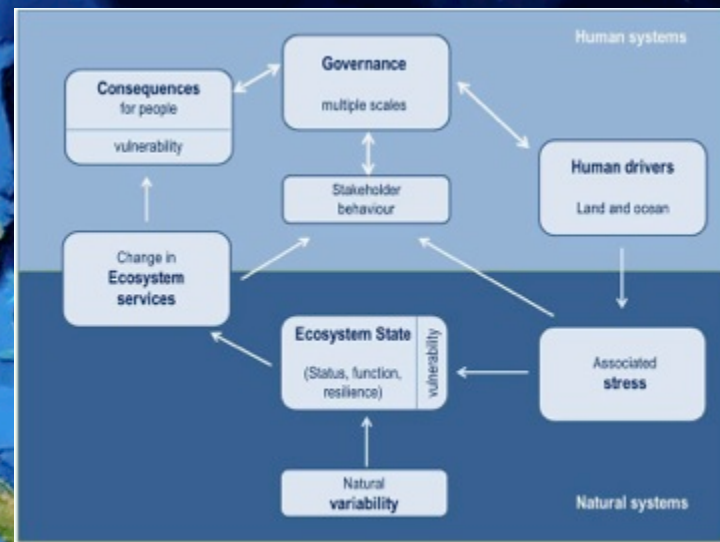 Human systems
Governance
multiple scales
Consequences
for people
vulnerability
Human drivers
Land and ocean
Stakeholder
behaviour
Change in
Ecosystem
services
Ecosystem State
(Status, function,
resilience)
vulnerability
Associated
stress
Natural
variability
Natural systems